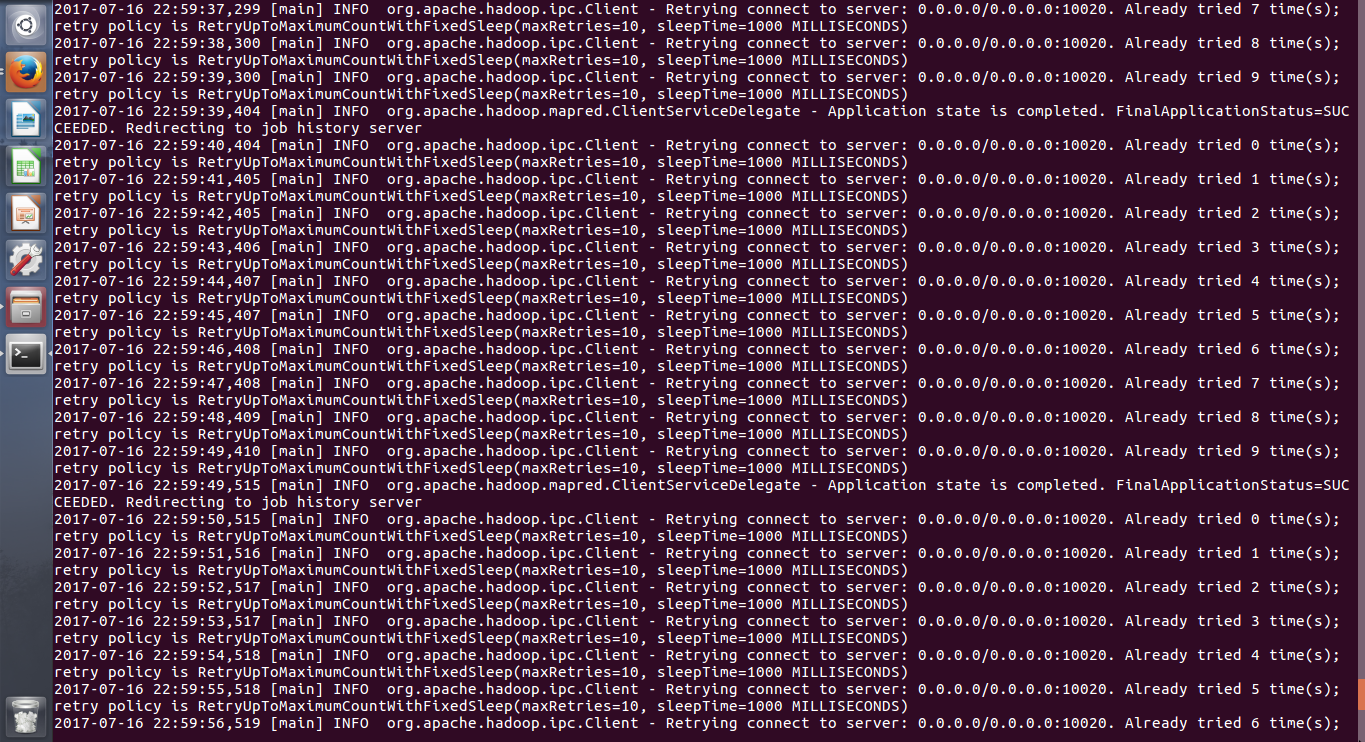 2017-07-16 22:59:37,299 [main] INFO  org.apache.hadoop.ipc.Client - Retrying connect to server: 0.0.0.0/0.0.0.0:10020. Already tried 7 time(s);
retry policy is RetryUpToMaximumCountWithFixedSleep(maxRetries=10, sleepTime=1000 MILLISECONDS)
2017-07-16 22:59:38,300 [main] INFO  org.apache.hadoop.ipc.Client - Retrying connect to server: 0.0.0.0/0.0.0.0:10020. Already tried 8 time(s);
retry policy is RetryUpToMaximumCountWithFixedSleep(maxRetries=10, sleepTime=1000 MILLISECONDS)
2017-07-16 22:59:39,300 [main] INFO  org.apache.hadoop.ipc.Client - Retrying connect to server: 0.0.0.0/0.0.0.0:10020. Already tried 9 time(s);
retry policy is RetryUpToMaximumCountWithFixedSleep(maxRetries=10, sleepTime=1000 MILLISECONDS)
2017-07-16 22:59:39,404 [main] INFO  org.apache.hadoop.mapred.ClientServiceDelegate - Application state is completed. FinalApplicationStatus=SUC
CEEDED. Redirecting to job history server
2017-07-16 22:59:40,404 [main] INFO  org.apache.hadoop.ipc.Client - Retrying connect to server: 0.0.0.0/0.0.0.0:10020. Already tried 0 time(s);
retry policy is RetryUpToMaximumCountWithFixedSleep(maxRetries=10, sleepTime=1000 MILLISECONDS)
2017-07-16 22:59:41,405 [main] INFO  org.apache.hadoop.ipc.Client - Retrying connect to server: 0.0.0.0/0.0.0.0:10020. Already tried 1 time(s);
retry policy is RetryUpToMaximumCountWithFixedSleep(maxRetries=10, sleepTime=1000 MILLISECONDS)
2017-07-16 22:59:42,405 [main] INFO  org.apache.hadoop.ipc.Client - Retrying connect to server: 0.0.0.0/0.0.0.0:10020. Already tried 2 time(s);
retry policy is RetryUpToMaximumCountWithFixedSleep(maxRetries=10, sleepTime=1000 MILLISECONDS)
2017-07-16 22:59:43,406 [main] INFO  org.apache.hadoop.ipc.Client - Retrying connect to server: 0.0.0.0/0.0.0.0:10020. Already tried 3 time(s);
retry policy is RetryUpToMaximumCountWithFixedSleep(maxRetries=10, sleepTime=1000 MILLISECONDS)
2017-07-16 22:59:44,407 [main] INFO  org.apache.hadoop.ipc.Client - Retrying connect to server: 0.0.0.0/0.0.0.0:10020. Already tried 4 time(s);
retry policy is RetryUpToMaximumCountWithFixedSleep(maxRetries=10, sleepTime=1000 MILLISECONDS)
2017-07-16 22:59:45,407 [main] INFO  org.apache.hadoop.ipc.Client - Retrying connect to server: 0.0.0.0/0.0.0.0:10020. Already tried 5 time(s);
retry policy is RetryUpToMaximumCountWithFixedSleep(maxRetries=10, sleepTime=1000 MILLISECONDS)
2017-07-16 22:59:46,408 [main] INFO  org.apache.hadoop.ipc.Client - Retrying connect to server: 0.0.0.0/0.0.0.0:10020. Already tried 6 time(s);
retry policy is RetryUpToMaximumCountWithFixedSleep(maxRetries=10, sleepTime=1000 MILLISECONDS)
2017-07-16 22:59:47,408 [main] INFO  org.apache.hadoop.ipc.Client - Retrying connect to server: 0.0.0.0/0.0.0.0:10020. Already tried 7 time(s);
retry policy is RetryUpToMaximumCountWithFixedSleep(maxRetries=10, sleepTime=1000 MILLISECONDS)
2017-07-16 22:59:48,409 [main] INFO  org.apache.hadoop.ipc.Client - Retrying connect to server: 0.0.0.0/0.0.0.0:10020. Already tried 8 time(s);
retry policy is RetryUpToMaximumCountWithFixedSleep(maxRetries=10, sleepTime=1000 MILLISECONDS)
2017-07-16 22:59:49,410 [main] INFO  org.apache.hadoop.ipc.Client - Retrying connect to server: 0.0.0.0/0.0.0.0:10020. Already tried 9 time(s);
retry policy is RetryUpToMaximumCountWithFixedSleep(maxRetries=10, sleepTime=1000 MILLISECONDS)
2017-07-16 22:59:49,515 [main] INFO  org.apache.hadoop.mapred.ClientServiceDelegate - Application state is completed. FinalApplicationStatus=SUC
CEEDED. Redirecting to job history server
2017-07-16 22:59:50,515 [main] INFO  org.apache.hadoop.ipc.Client - Retrying connect to server: 0.0.0.0/0.0.0.0:10020. Already tried 0 time(s);
retry policy is RetryUpToMaximumCountWithFixedSleep(maxRetries=10, sleepTime=1000 MILLISECONDS)
2017-07-16 22:59:51,516 [main] INFO  org.apache.hadoop.ipc.Client - Retrying connect to server: 0.0.0.0/0.0.0.0:10020. Already tried 1 time(s);
retry policy is RetryUpToMaximumCountWithFixedSleep(maxRetries=10, sleepTime=1000 MILLISECONDS)
2017-07-16 22:59:52,517 [main] INFO  org.apache.hadoop.ipc.Client - Retrying connect to server: 0.0.0.0/0.0.0.0:10020. Already tried 2 time(s);
retry policy is RetryUpToMaximumCountWithFixedSleep(maxRetries=10, sleepTime=1000 MILLISECONDS)
2017-07-16 22:59:53,517 [main] INFO  org.apache.hadoop.ipc.Client - Retrying connect to server: 0.0.0.0/0.0.0.0:10020. Already tried 3 time(s);
retry policy is RetryUpToMaximumCountWithFixedSleep(maxRetries=10, sleepTime=1000 MILLISECONDS)
2017-07-16 22:59:54,518 [main] INFO  org.apache.hadoop.ipc.Client - Retrying connect to server: 0.0.0.0/0.0.0.0:10020. Already tried 4 time(s);
retry policy is RetryUpToMaximumCountWithFixedSleep(maxRetries=10, sleepTime=1000 MILLISECONDS)
2017-07-16 22:59:55,518 [main] INFO  org.apache.hadoop.ipc.Client - Retrying connect to server: 0.0.0.0/0.0.0.0:10020. Already tried 5 time(s);
retry policy is RetryUpToMaximumCountWithFixedSleep(maxRetries=10, sleepTime=1000 MILLISECONDS)
2017-07-16 22:59:56,519 [main] INFO  org.apache.hadoop.ipc.Client - Retrying connect to server: 0.0.0.0/0.0.0.0:10020. Already tried 6 time(s);